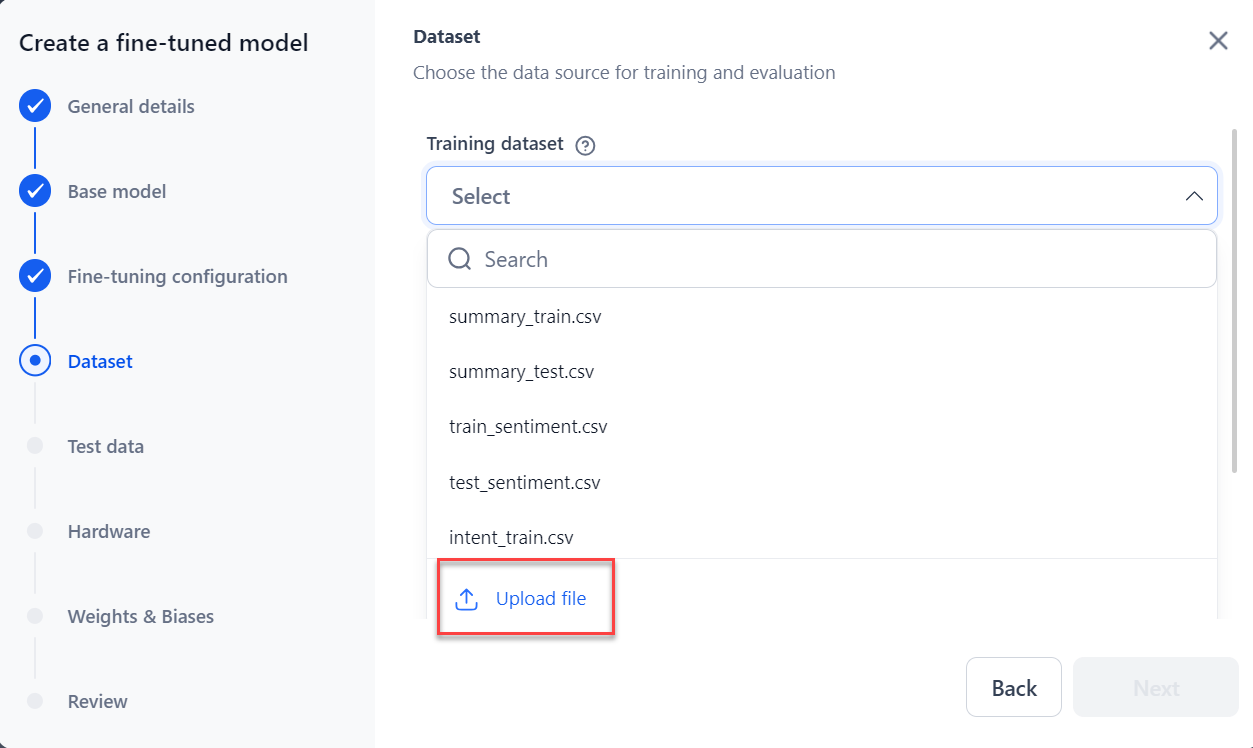 Create a fine-tuned model
General details
Base model
Fine-tuning configuration
Dataset
Test data
Hardware
Weights & Biases
Review
Dataset
Choose the data source for training and evaluation
Training dataset
Select
Search
summary_train.csv
summary_test.csv
train_sentiment.csv
test_sentiment.csv
intent_train.csv
Upload file
Back
Next